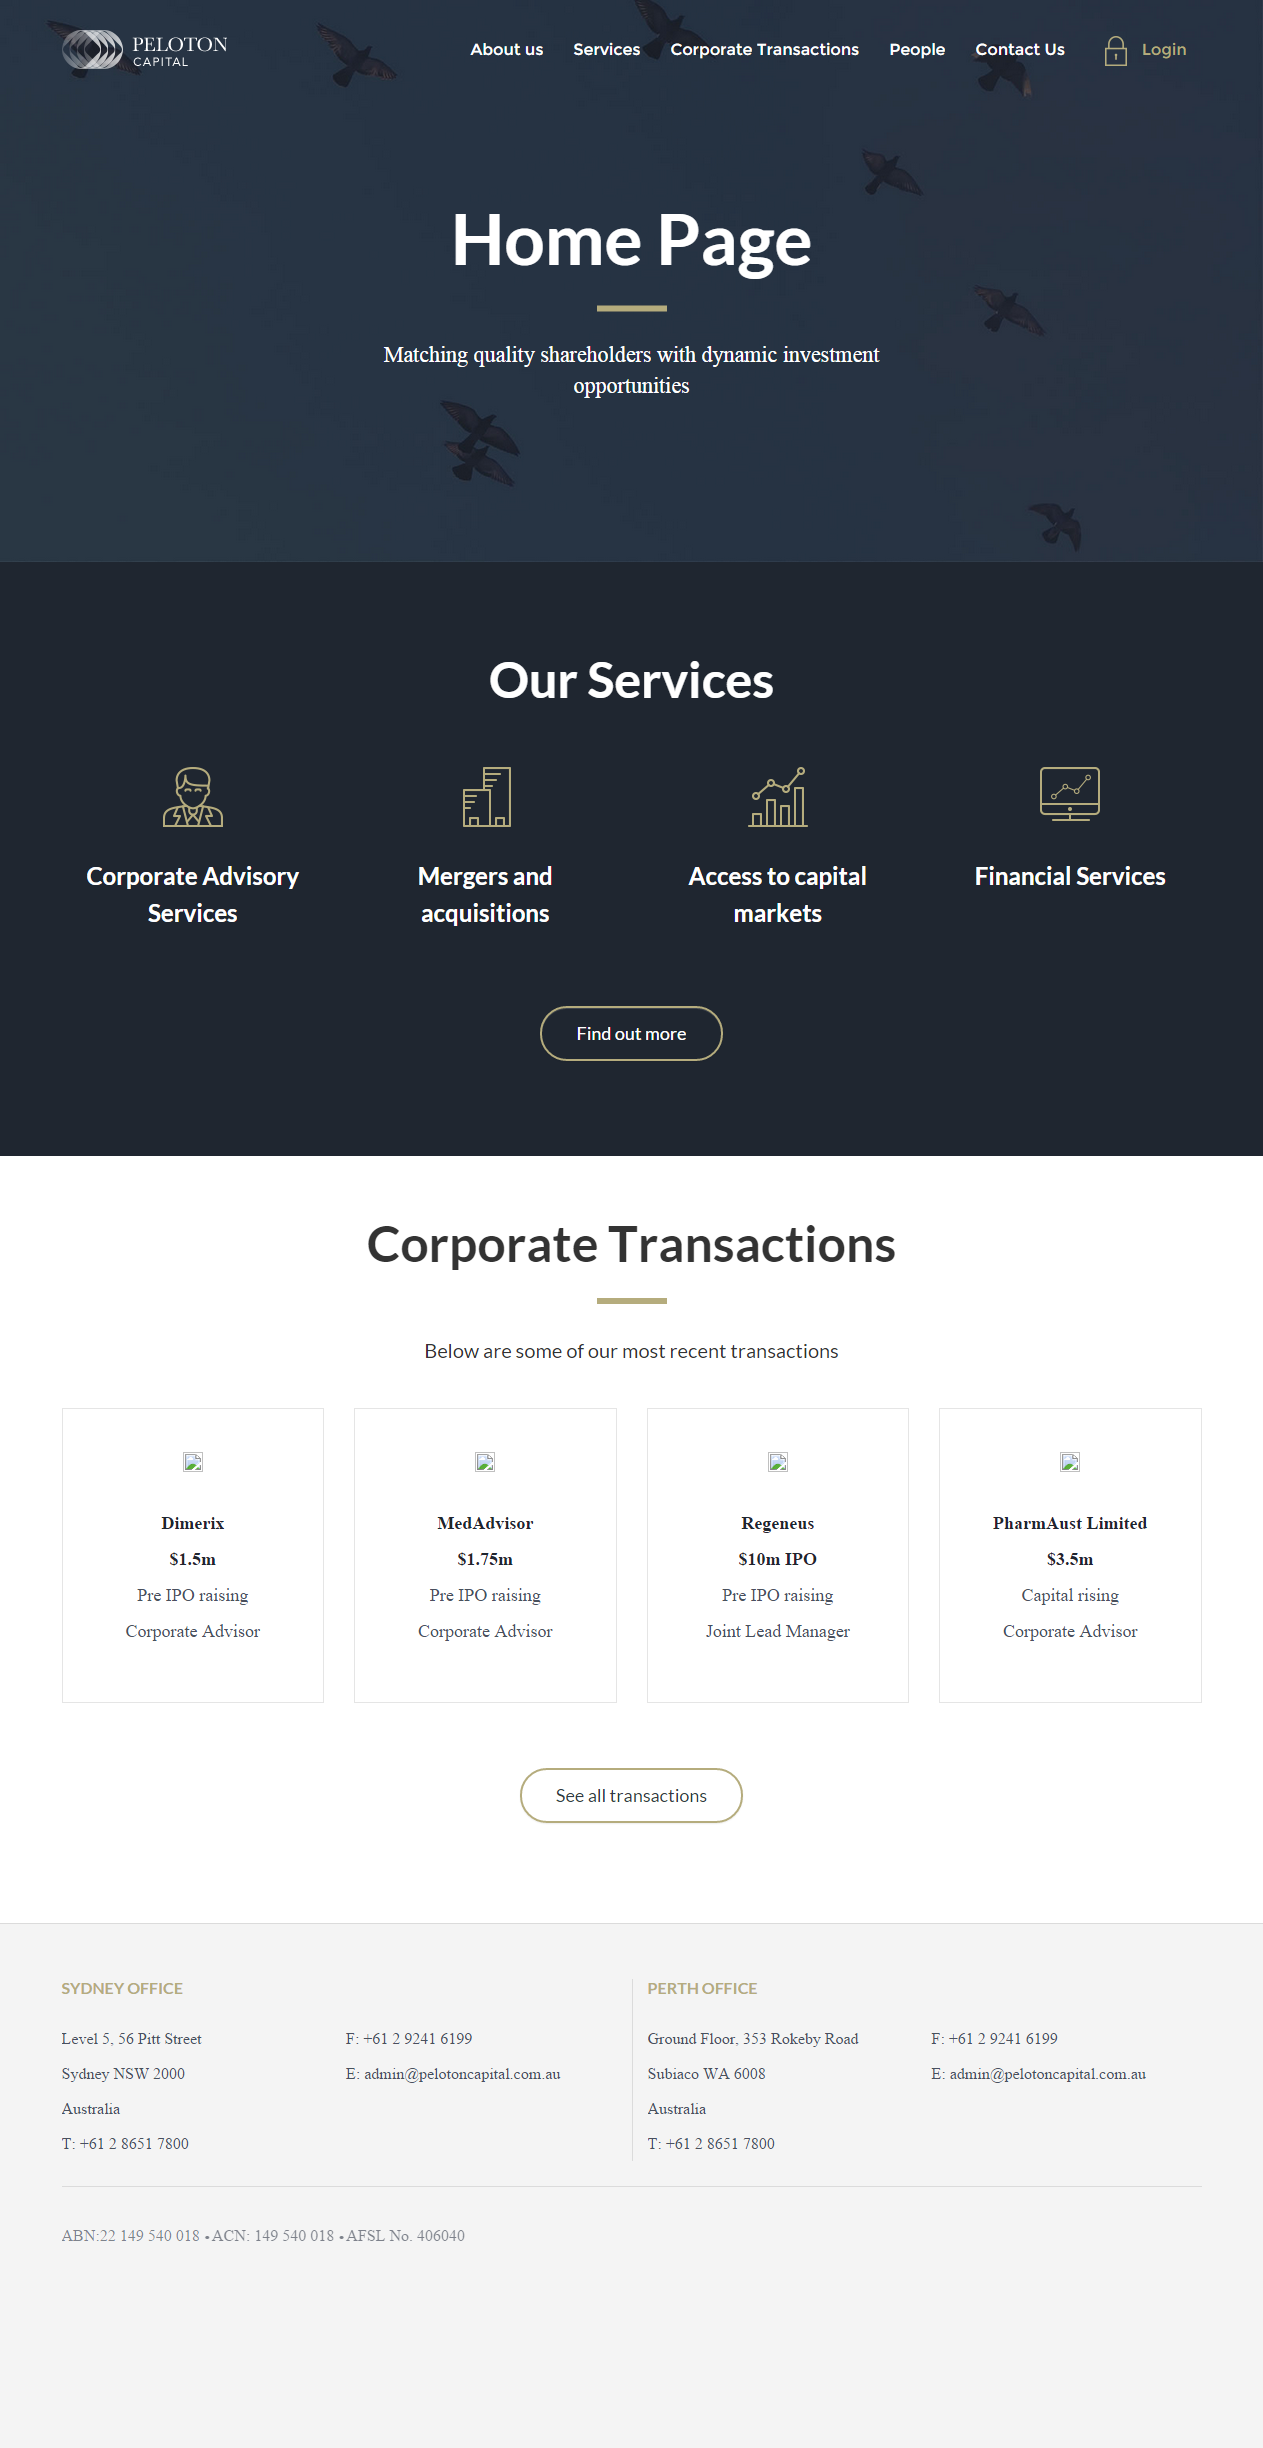 PELOTON
CAPITAL
About us
Services
Corporate Transactions
People
Contact Us
Login
Home Page
Matching quality shareholders with dynamic investment
opportunities
Our Services
Corporate Advisory
Services
Mergers and
acquisitions
Access to capital
markets
Financial Services
Find out more
Corporate Transactions
Below are some of our most recent transactions
Dimerix
$1.5m
Pre IPO raising
Corporate Advisor
MedAdvisor
$1.75m
Pre IPO raising
Corporate Advisor
Regeneus
$10m IPO
Pre IPO raising
Joint Lead Manager
PharmAust Limited
$3.5m
Capital rising
Corporate Advisor
See all transactions
SYDNEY OFFICE
Level 5, 56 Pitt Street
Sydney NSW 2000
Australia
T: +61 2 8651 7800
F: +61 2 9241 6199
E: admin@pelotoncapital.com.au
PERTH OFFICE
Ground Floor, 353 Rokeby Road
Subiaco WA 6008
Australia
T: +61 2 8651 7800
F: +61 2 9241 6199
E: admin@pelotoncapital.com.au
ABN:22 149 540 018 • ACN: 149 540 018 • AFSL No. 406040